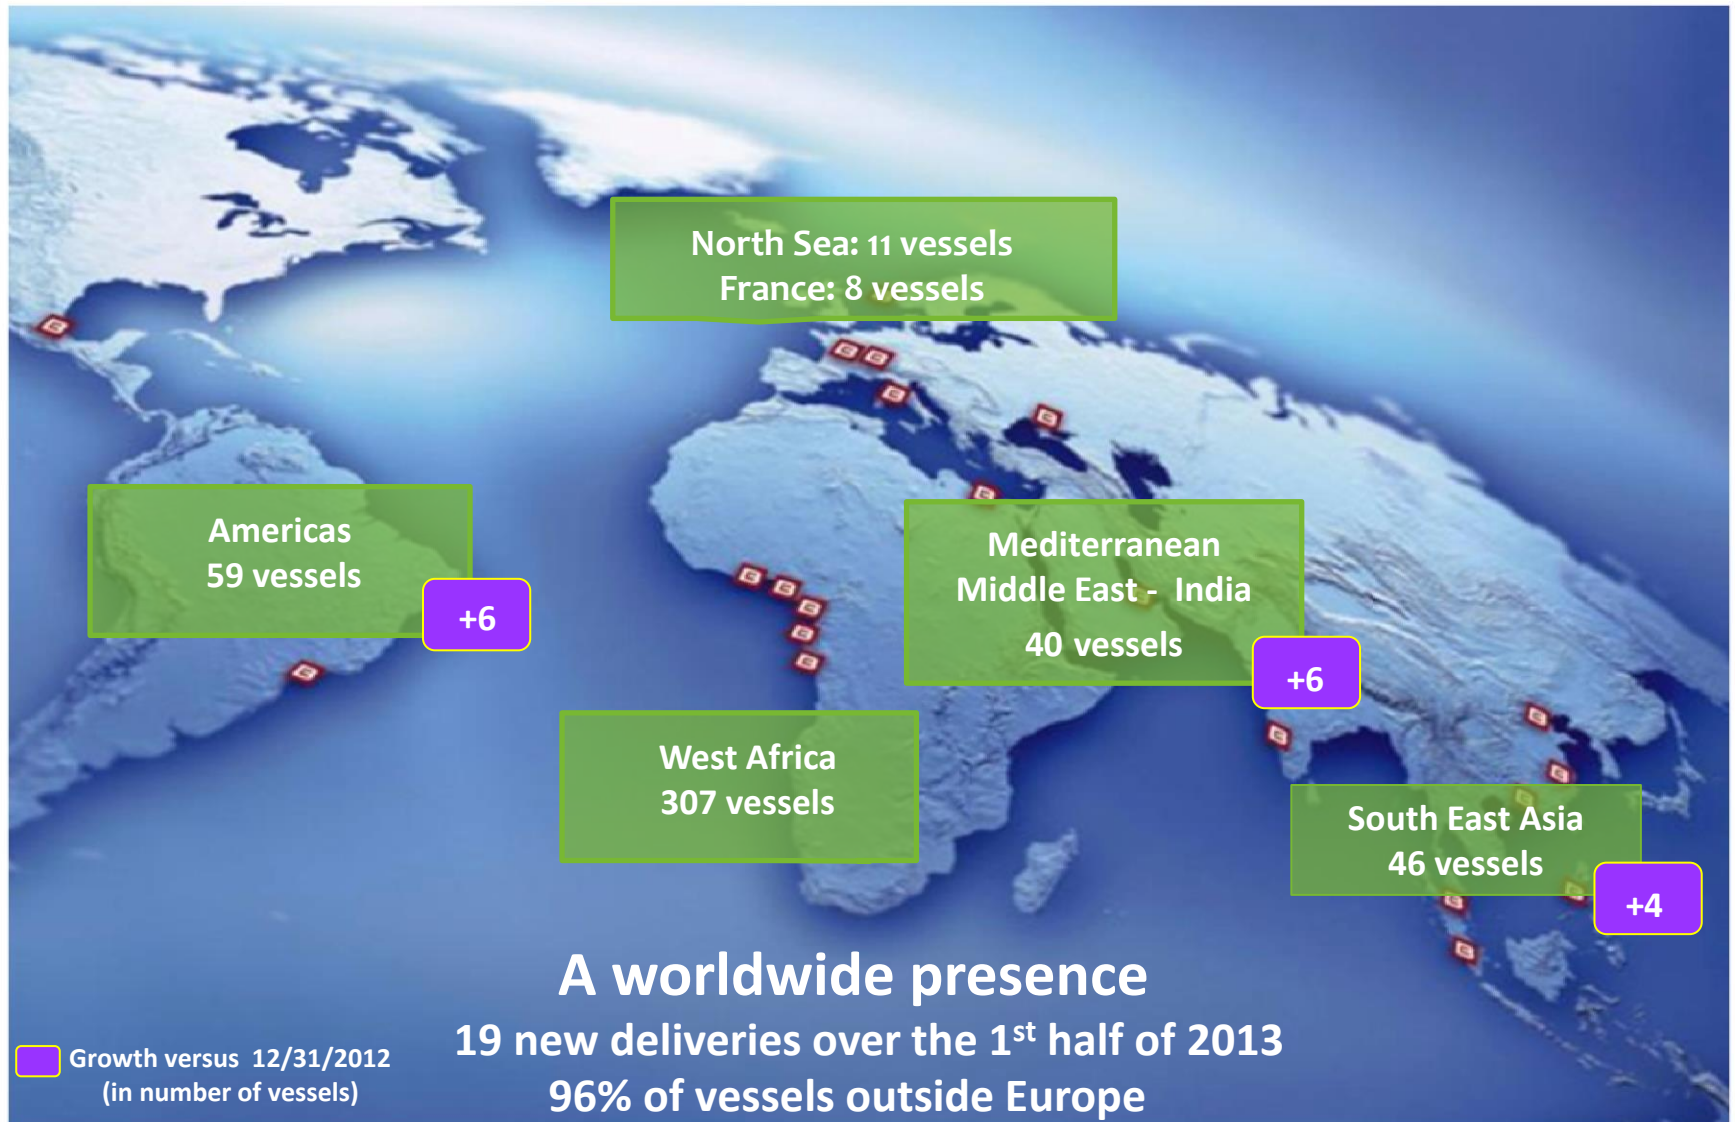 North Sea: 11 vessels
France: 8 vessels
Americas
59 vessels
+6
Mediterranean
Middle East - India
40 vessels
+6
West Africa
307 vessels
South East Asia
46 vessels
+4
A worldwide presence
19 new deliveries over the 1st half of 2013
96% of vessels outside Europe
Growth versus 12/31/2012
(in number of vessels)